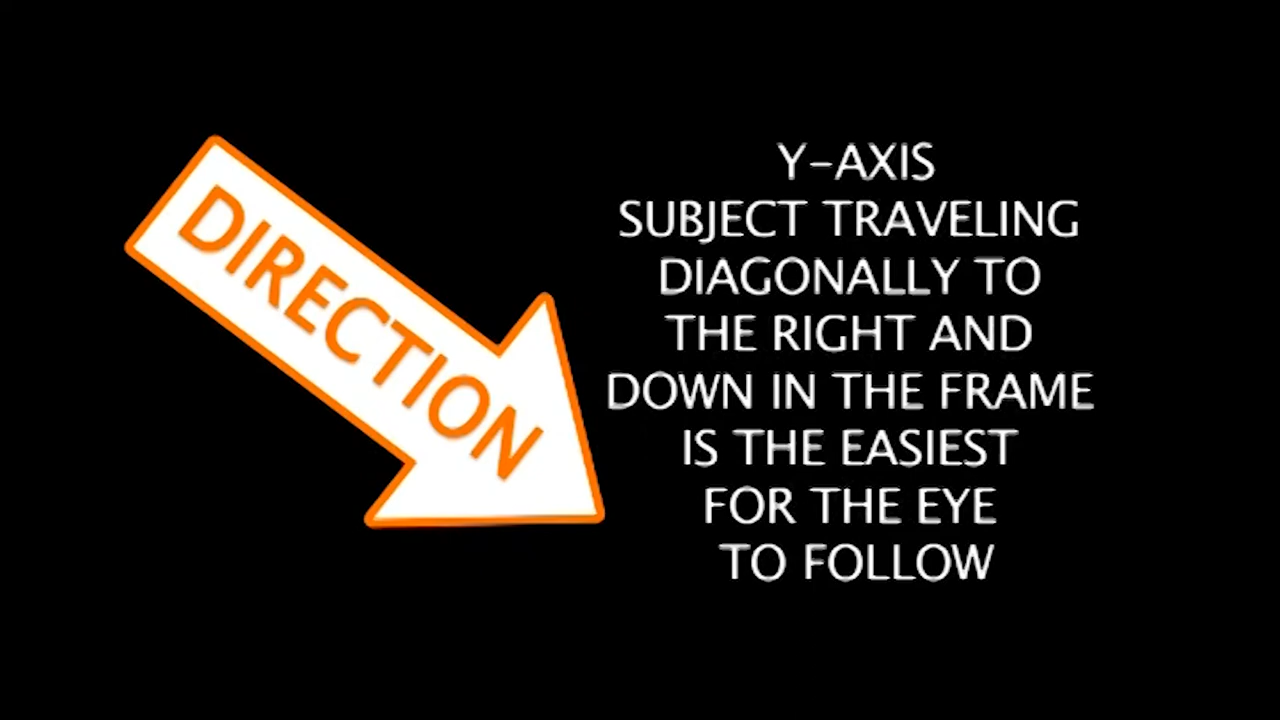 DIRECTION
Y-AXIS
SUBJECT TRAVELING
DIAGONALLY TO
THE RIGHT AND
DOWN IN THE FRAME
IS THE EASIEST
FOR THE EYE
TO FOLLOW